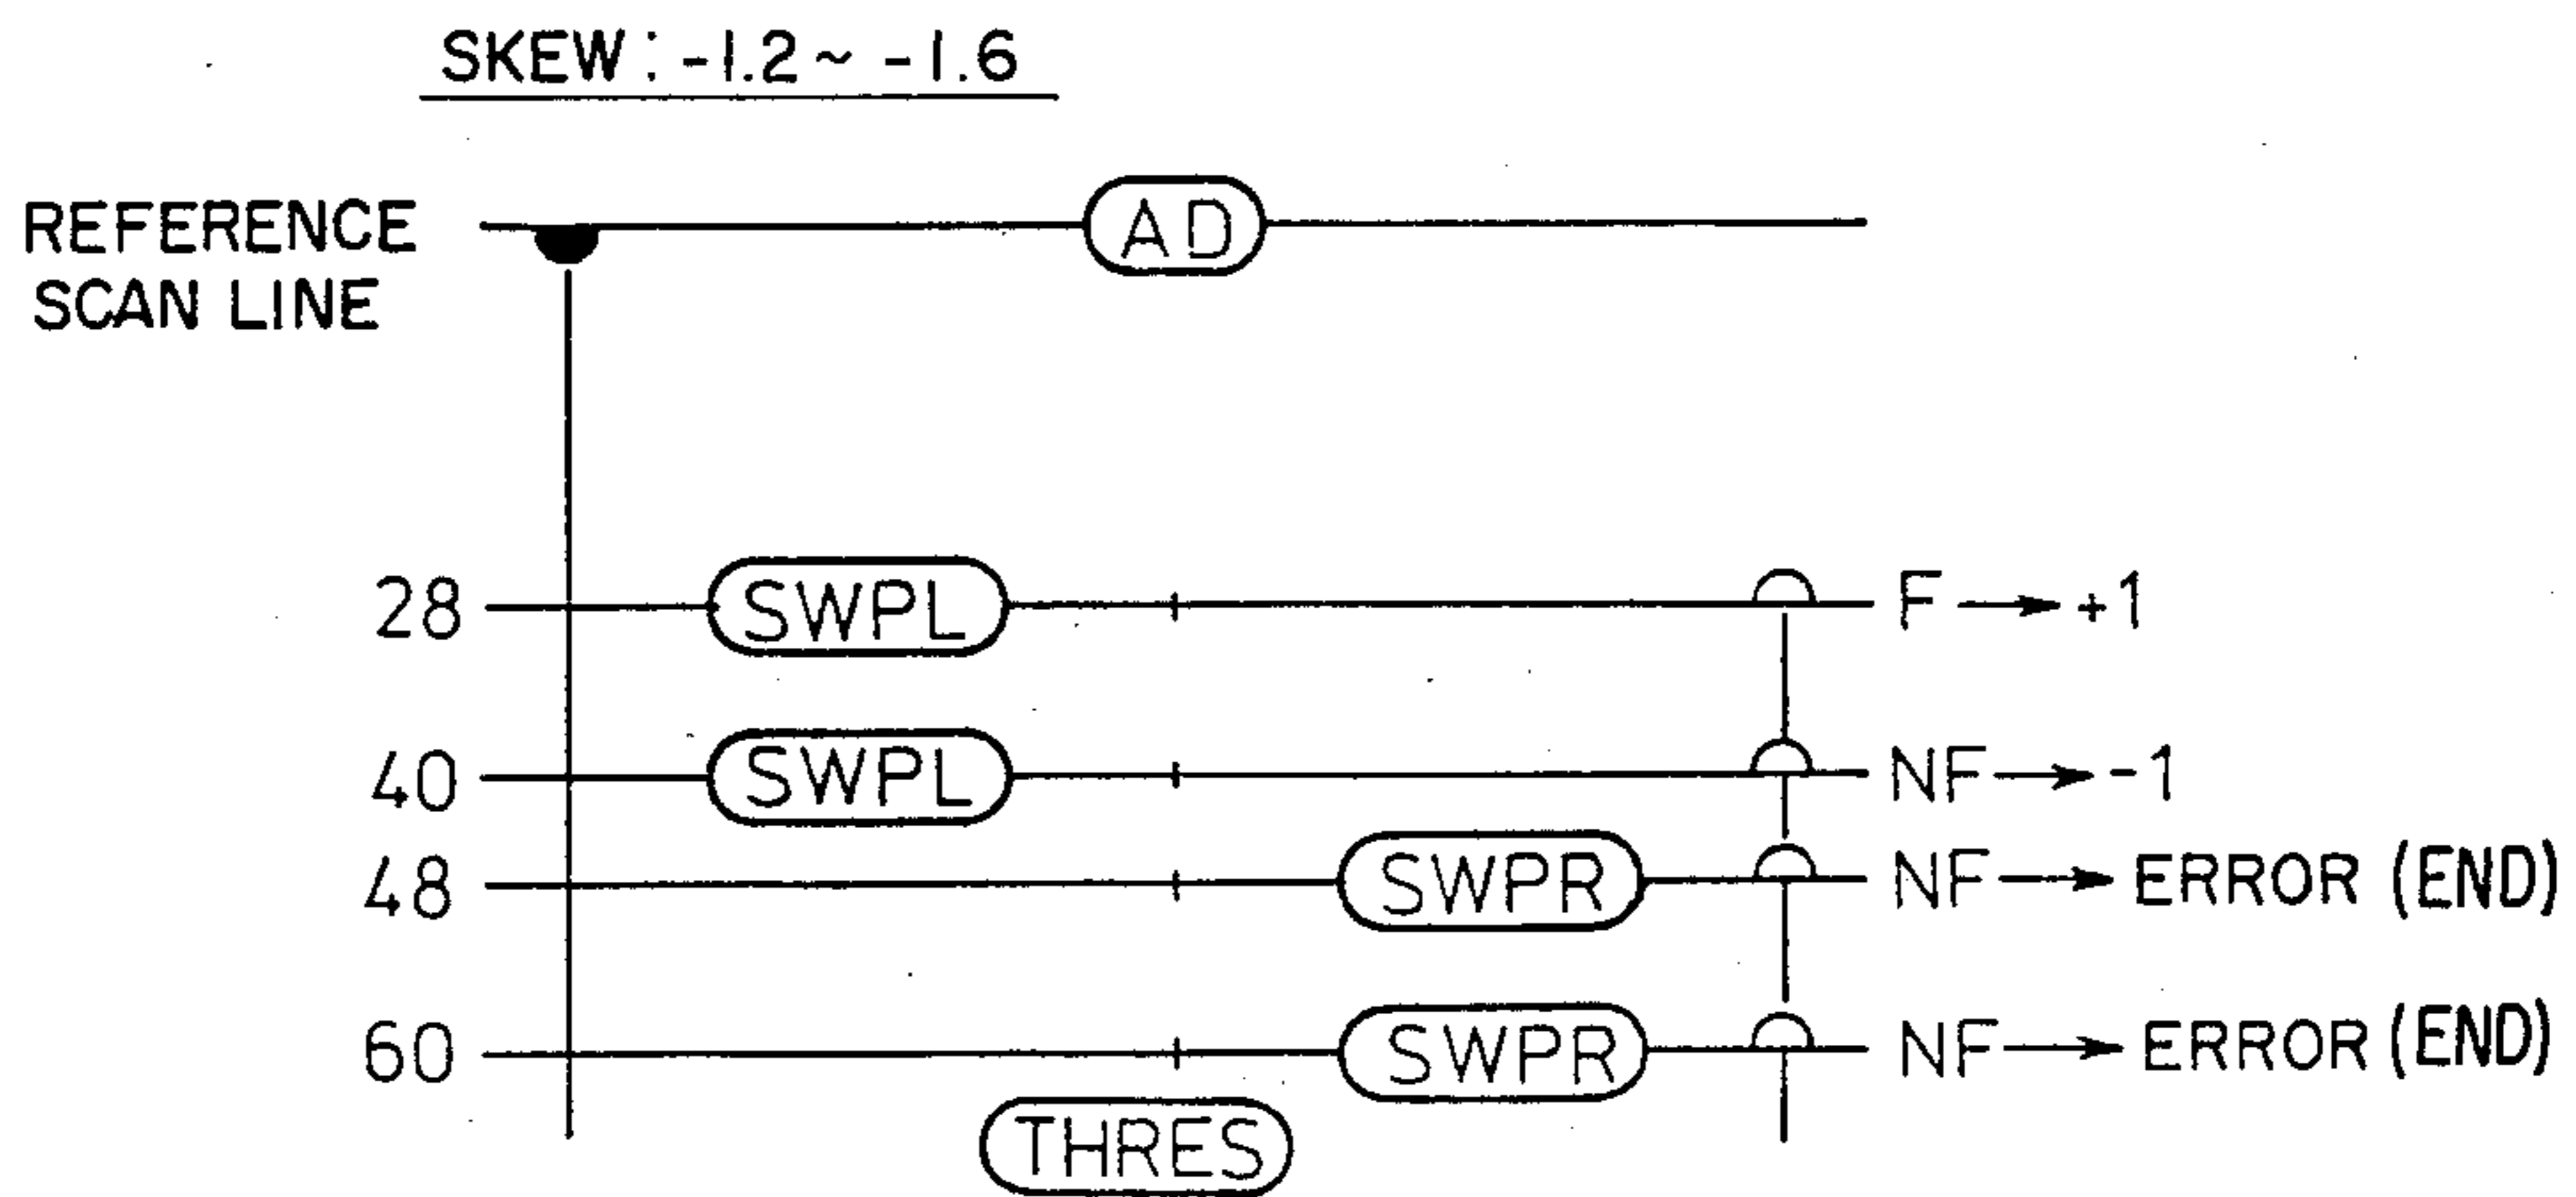 SKEW: -1.2 ~ -1.6
REFERENCE
SCAN LINE
AD
28 SWPL F → +1
40 SWPL NF → -1
48 SWPR NF → ERROR (END)
60 SWPR NF → ERROR (END)
THRES